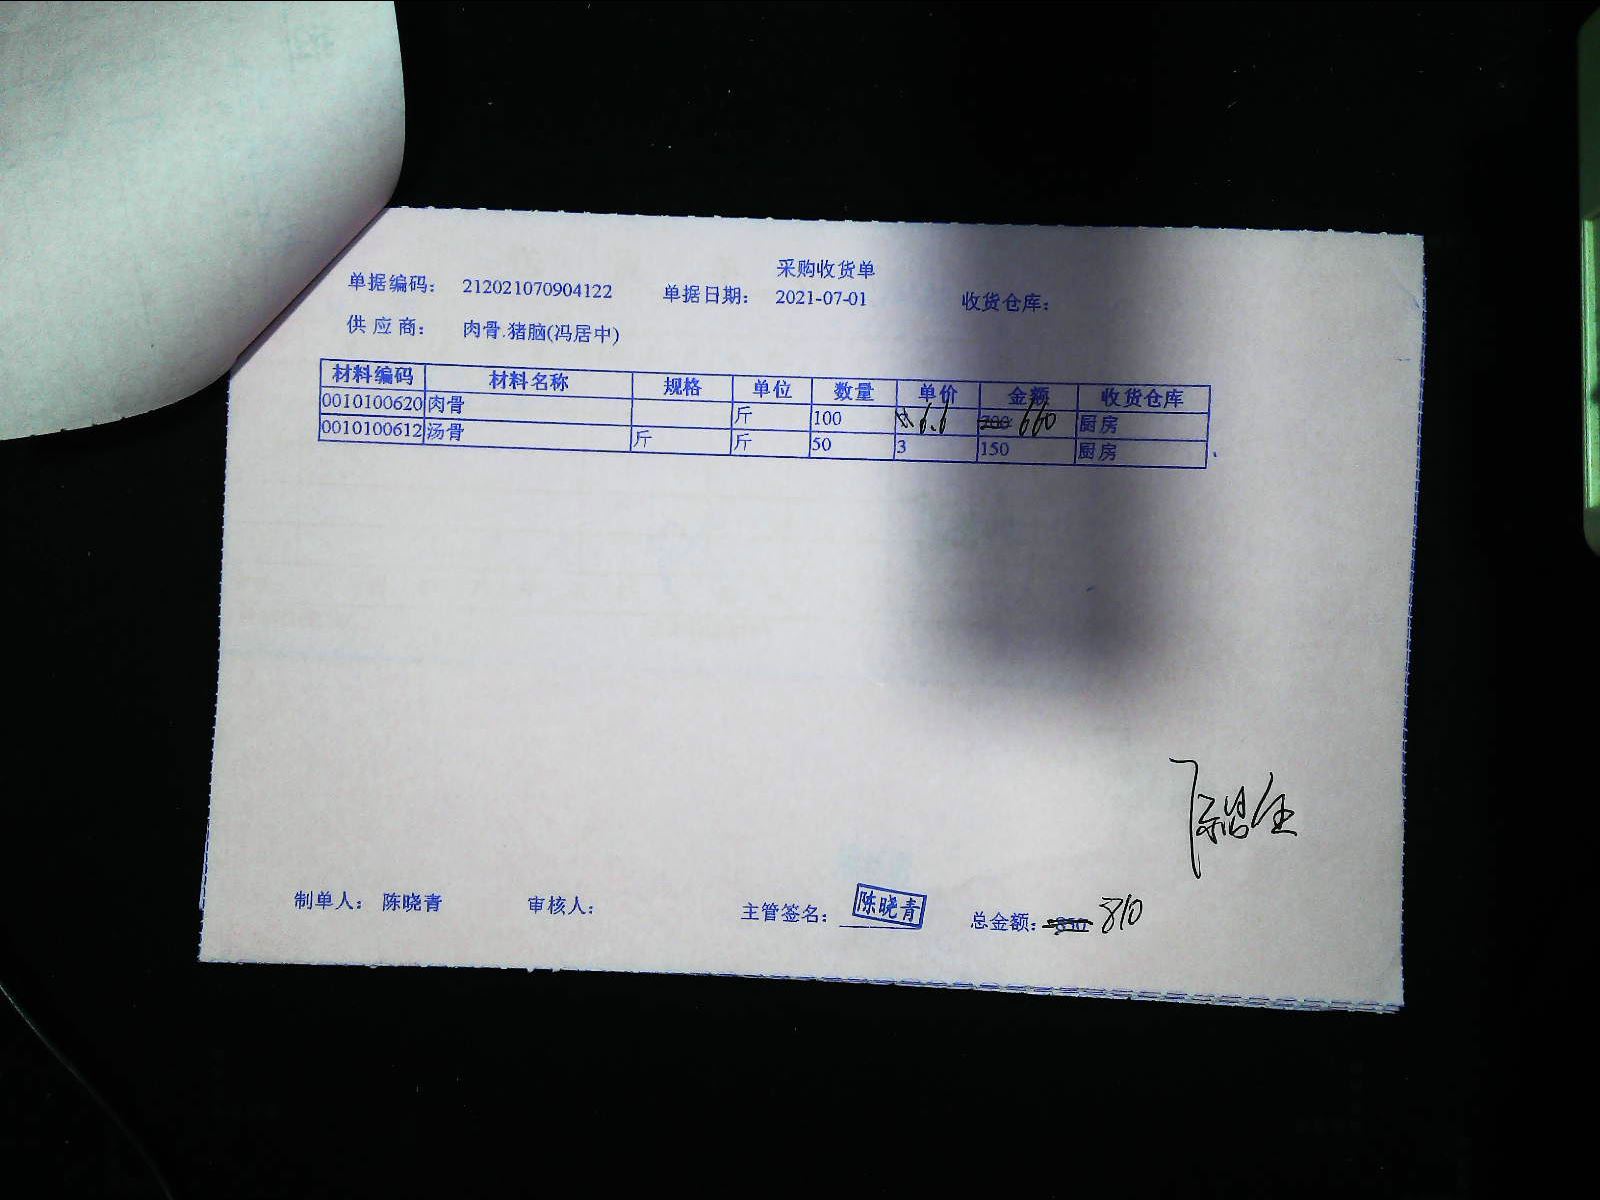 采购收货单
单据编码: 212021070904122 单据日期: 2021-07-01 收货仓库:
供应商: 肉骨.猪脑(冯居中)
材料编码 材料名称 规格 单位 数量 单价 金额 收货仓库
0010100620 肉骨 斤 100 6.6 700 660 厨房
0010100612 汤骨 斤 斤 50 3 150 厨房
制单人: 陈晓青 审核人: 主管签名: 陈晓青 总金额: 850 810